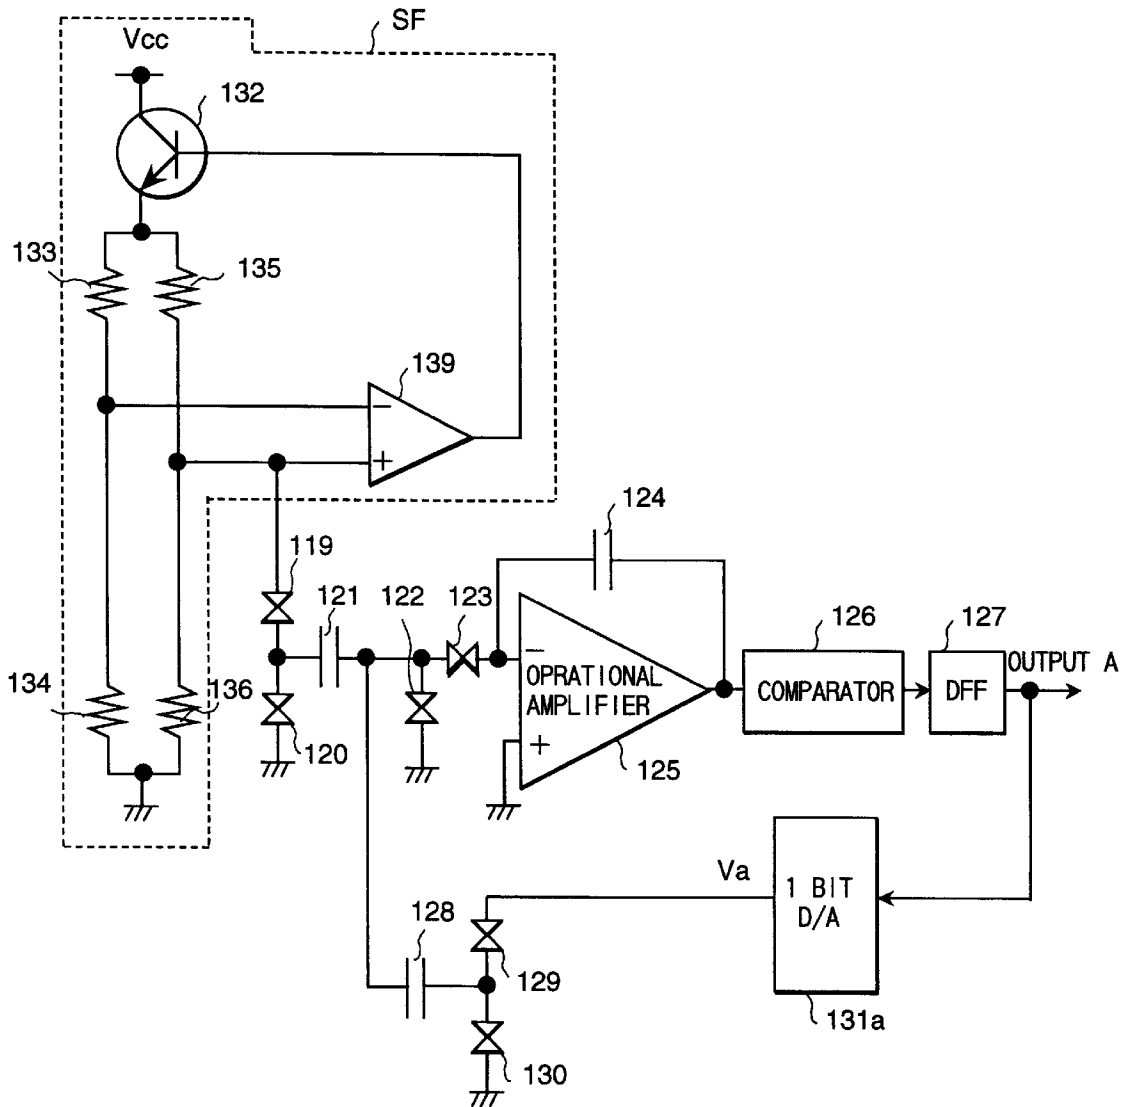 SF
Vcc
132
133
135
139
124
119
121
122
123
126
127
OUTPUT A
134
136
120
−
OPRATIONAL
AMPLIFIER
+
125
COMPARATOR
DFF
−
+
Va
1 BIT
D/A
128
129
131a
130